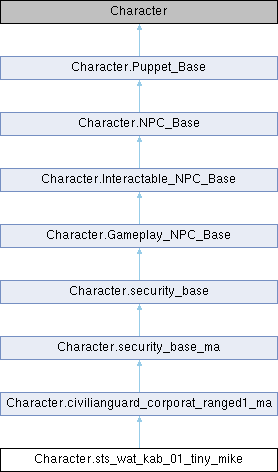 Character
Character.Puppet_Base
Character.NPC_Base
Character.Interactable_NPC_Base
Character.Gameplay_NPC_Base
Character.security_base
Character.security_base_ma
Character.civilianguard_corporat_ranged1_ma
Character.sts_wat_kab_01_tiny_mike